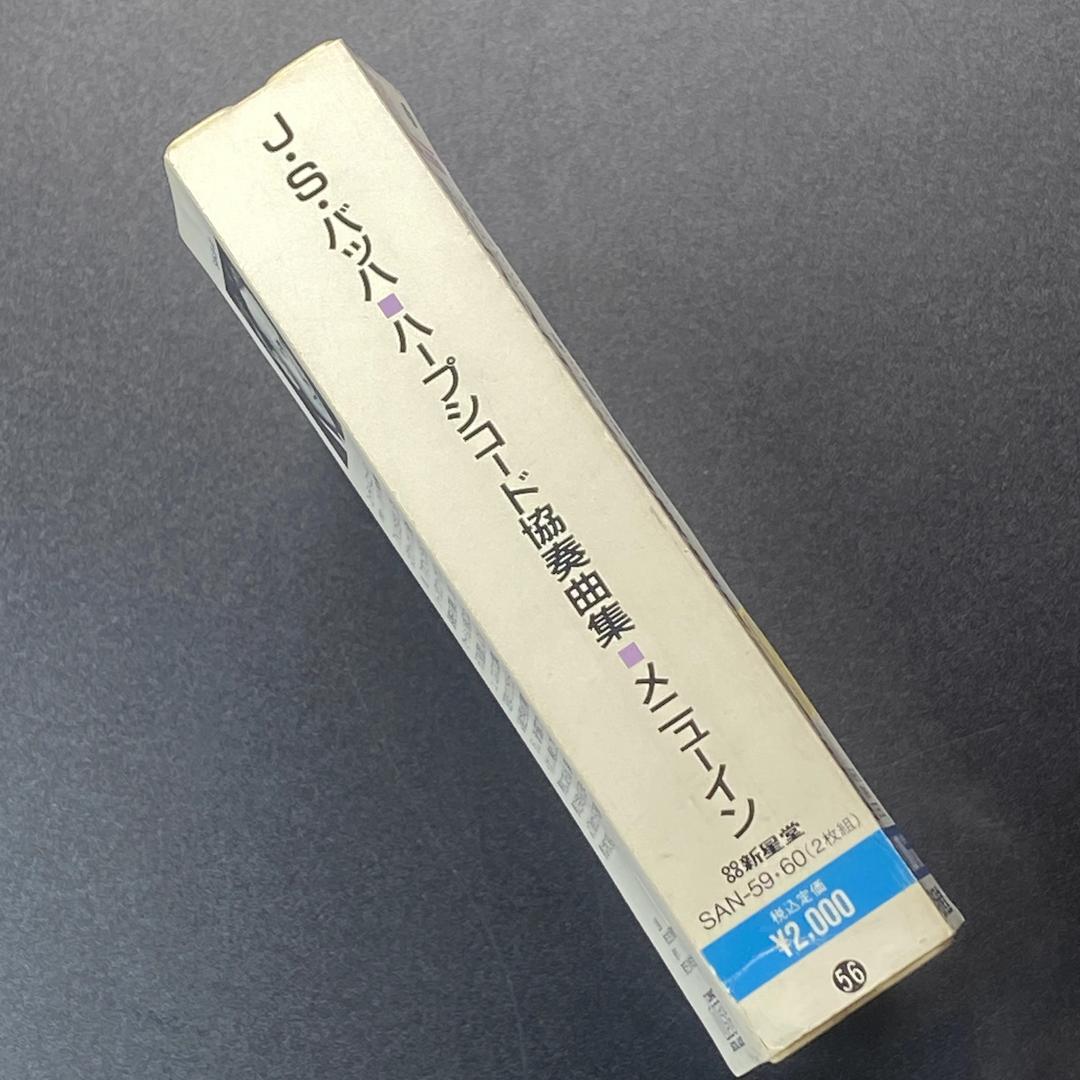 J・S・バッハ■ハープシコード協奏曲集■メニューイン
新星堂
SAN-59・60(2枚組)
税込定価
¥2,000
56